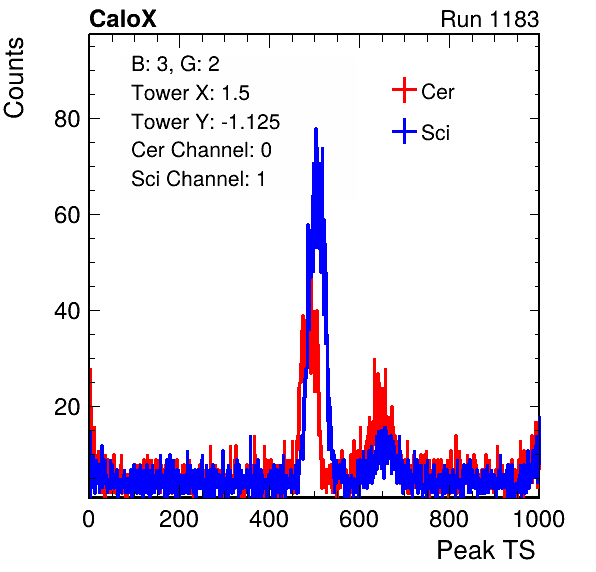 CaloX Run 1183
Counts
B: 3, G: 2
Tower X: 1.5
Tower Y: -1.125
Cer Channel: 0
Sci Channel: 1
Cer
Sci
80
60
40
20
0 200 400 600 800 1000
Peak TS